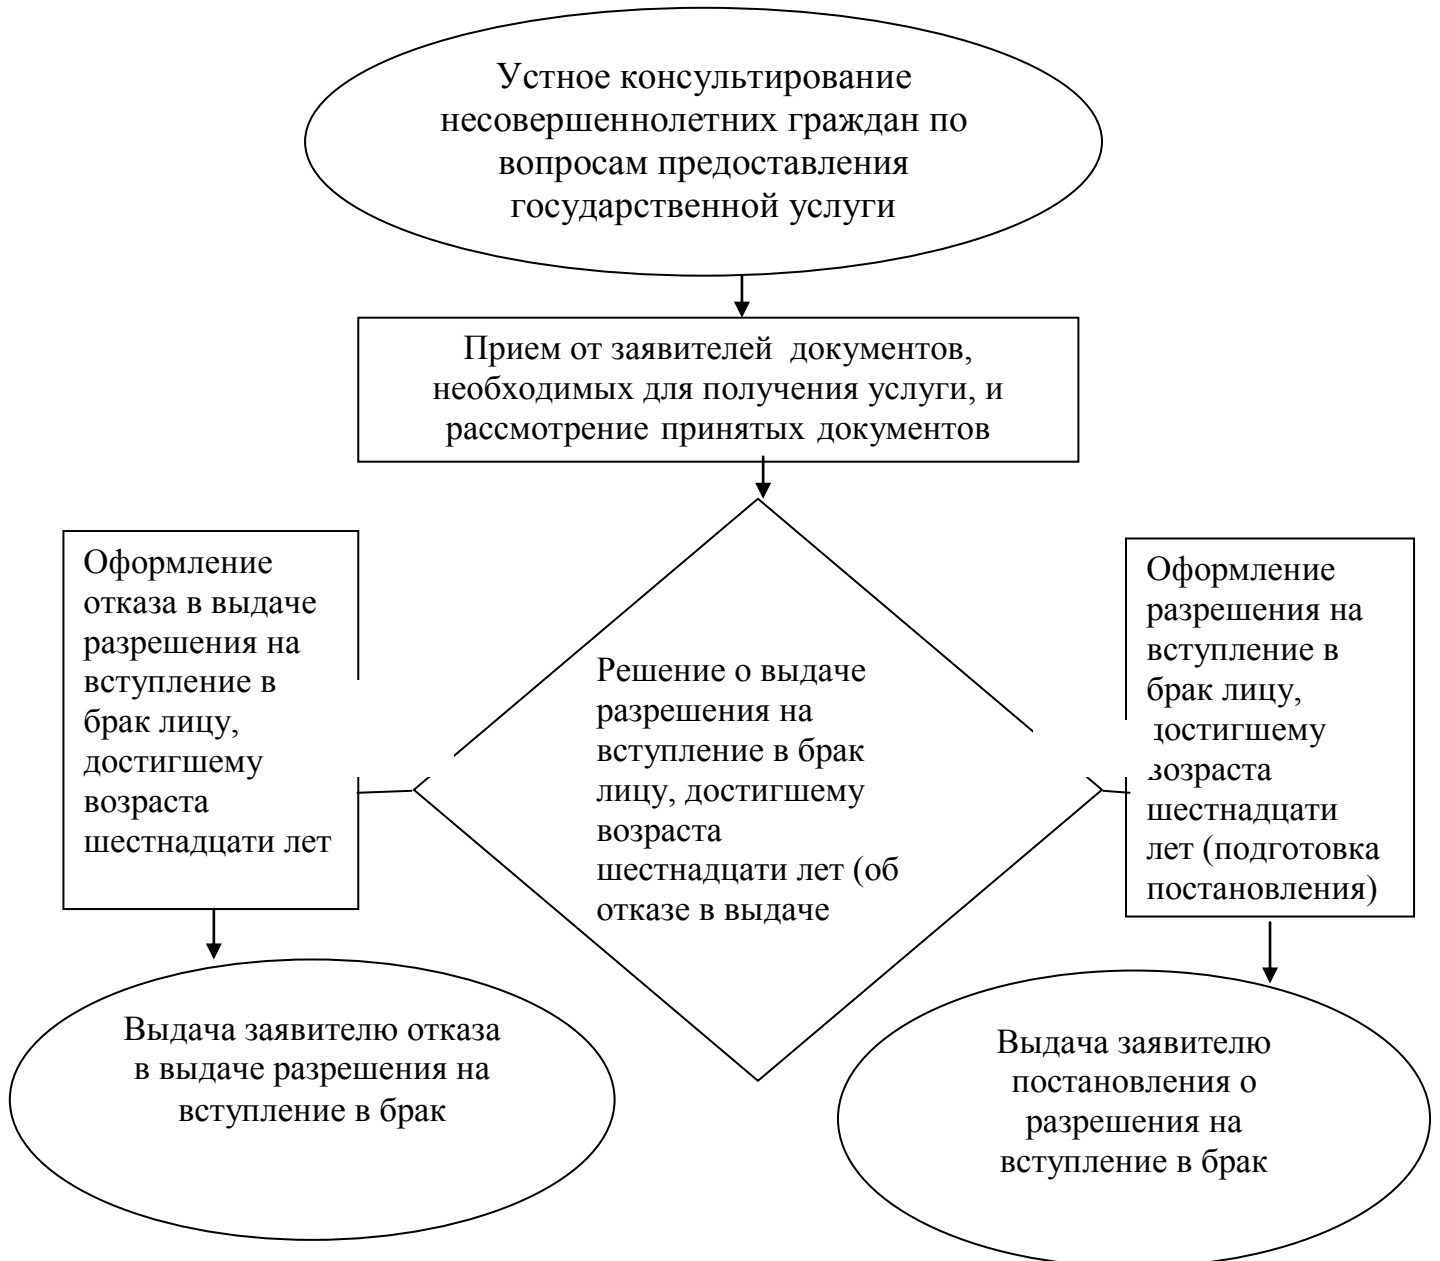 Устное консультирование
несовершеннолетних граждан по
вопросам предоставления
государственной услуги
Прием от заявителей документов,
необходимых для получения услуги, и
рассмотрение принятых документов
Оформление
отказа в выдаче
разрешения на
вступление в
брак лицу,
достигшему
возраста
шестнадцати лет
Решение о выдаче
разрешения на
вступление в брак
лицу, достигшему
возраста
шестнадцати лет (об
отказе в выдаче
Оформление
разрешения на
вступление в
брак лицу,
достигшему
возраста
шестнадцати
лет (подготовка
постановления)
Выдача заявителю отказа
в выдаче разрешения на
вступление в брак
Выдача заявителю
постановления о
разрешения на
вступление в брак